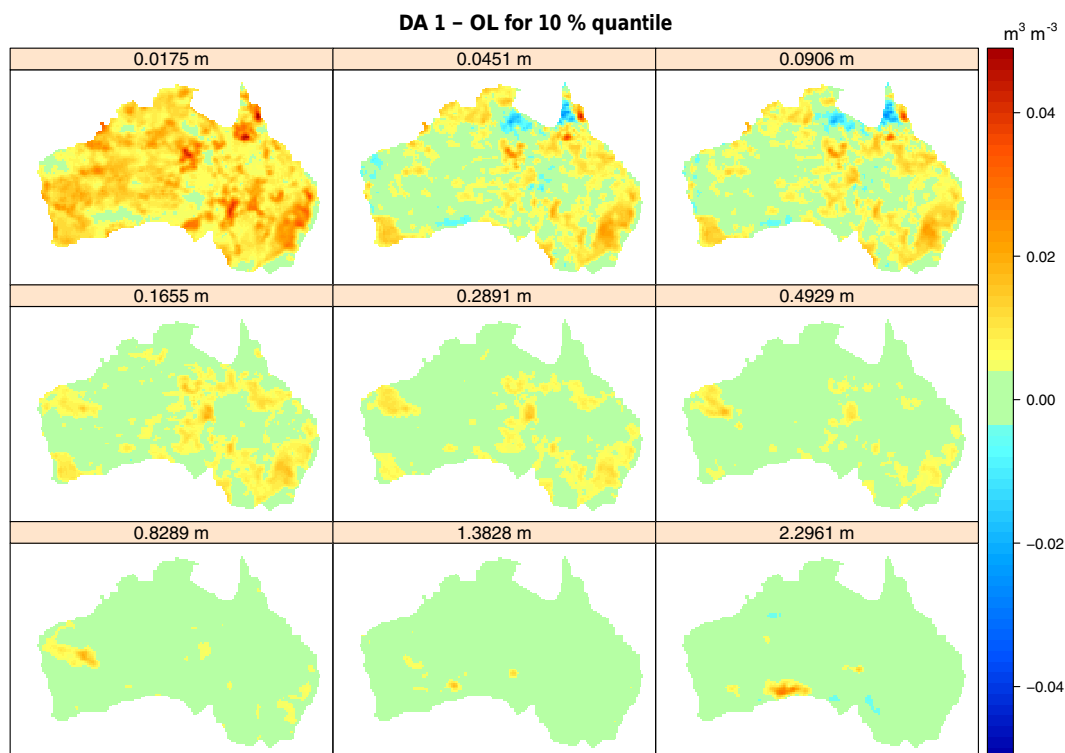 DA 1 – OL for 10 % quantile
m³ m⁻³
0.0175 m
0.0451 m
0.0906 m
0.1655 m
0.2891 m
0.4929 m
0.8289 m
1.3828 m
2.2961 m
0.04
0.02
0.00
−0.02
−0.04